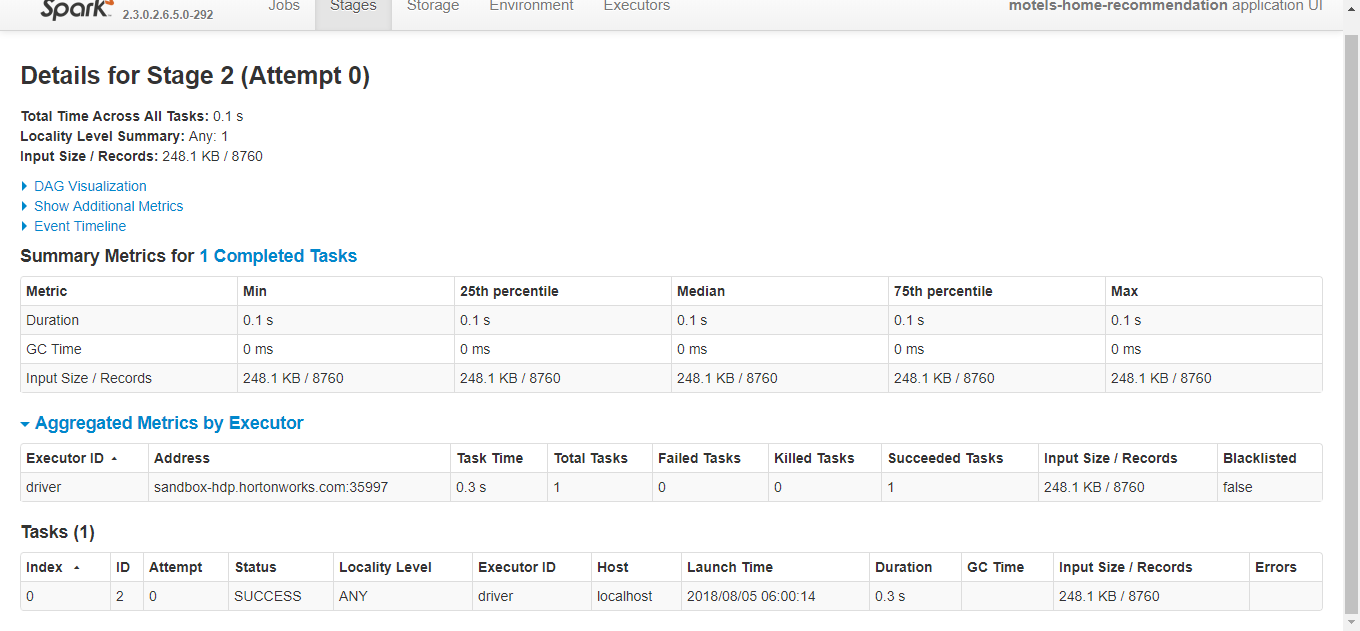 Spark 2.3.0.2.6.5.0-292 Jobs Stages Storage Environment Executors motels-home-recommendation application UI
Details for Stage 2 (Attempt 0)
Total Time Across All Tasks: 0.1 s
Locality Level Summary: Any: 1
Input Size / Records: 248.1 KB / 8760
DAG Visualization
Show Additional Metrics
Event Timeline
Summary Metrics for 1 Completed Tasks
Metric Min 25th percentile Median 75th percentile Max
Duration 0.1 s 0.1 s 0.1 s 0.1 s 0.1 s
GC Time 0 ms 0 ms 0 ms 0 ms 0 ms
Input Size / Records 248.1 KB / 8760 248.1 KB / 8760 248.1 KB / 8760 248.1 KB / 8760 248.1 KB / 8760
Aggregated Metrics by Executor
Executor ID Address Task Time Total Tasks Failed Tasks Killed Tasks Succeeded Tasks Input Size / Records Blacklisted
driver sandbox-hdp.hortonworks.com:35997 0.3 s 1 0 0 1 248.1 KB / 8760 false
Tasks (1)
Index ID Attempt Status Locality Level Executor ID Host Launch Time Duration GC Time Input Size / Records Errors
0 2 0 SUCCESS ANY driver localhost 2018/08/05 06:00:14 0.3 s 248.1 KB / 8760